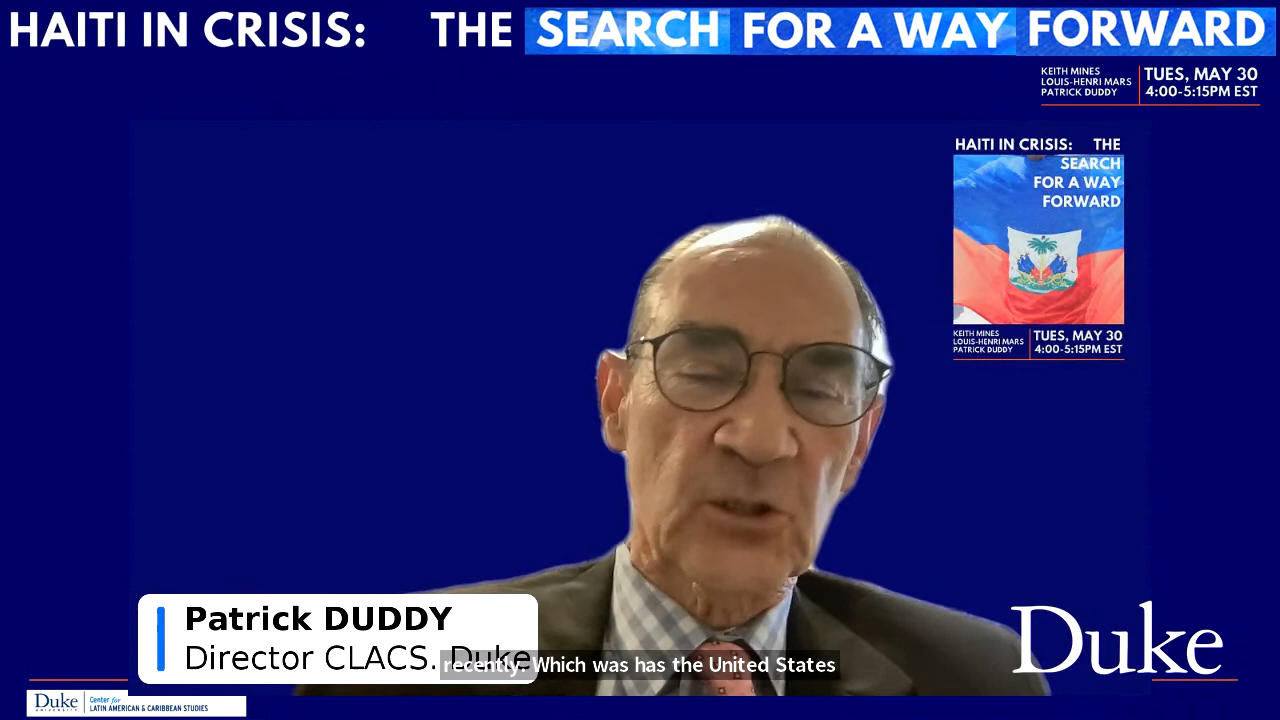 HAITI IN CRISIS: THE SEARCH FOR A WAY FORWARD
KEITH MINES
LOUIS-HENRI MARS
PATRICK DUDDY
TUES, MAY 30
4:00-5:15PM EST
HAITI IN CRISIS: THE
SEARCH
FOR A WAY
FORWARD
KEITH MINES
LOUIS-HENRI MARS
PATRICK DUDDY
TUES, MAY 30
4:00-5:15PM EST
Patrick DUDDY
Director CLACS. Duke
recently. Which was has the United States
Duke
Duke
UNIVERSITY
Center for
LATIN AMERICAN & CARIBBEAN STUDIES